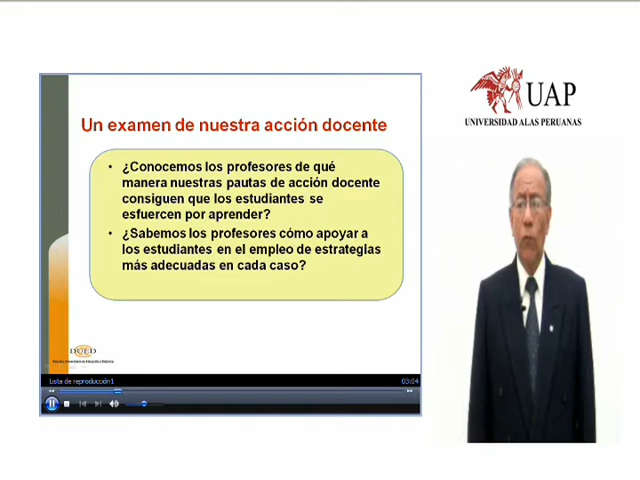 UAP
UNIVERSIDAD ALAS PERUANAS
Un examen de nuestra acción docente
• ¿Conocemos los profesores de qué
manera nuestras pautas de acción docente
consiguen que los estudiantes se
esfuercen por aprender?
• ¿Sabemos los profesores cómo apoyar a
los estudiantes en el empleo de estrategias
más adecuadas en cada caso?
DUED
Lista de reproducción1
03:04